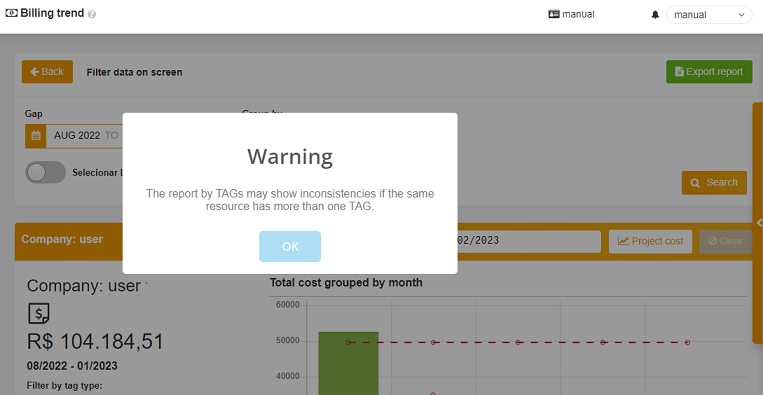 Billing trend
manual
manual
Back
Filter data on screen
Export report
Gap
AUG 2022 TO
Selecionar
Search
Warning
The report by TAGs may show inconsistencies if the same
resource has more than one TAG.
OK
Company: user
02/2023
Project cost
Clear
Company: user
R$ 104.184,51
08/2022 - 01/2023
Filter by tag type:
Total cost grouped by month
60000
50000
40000